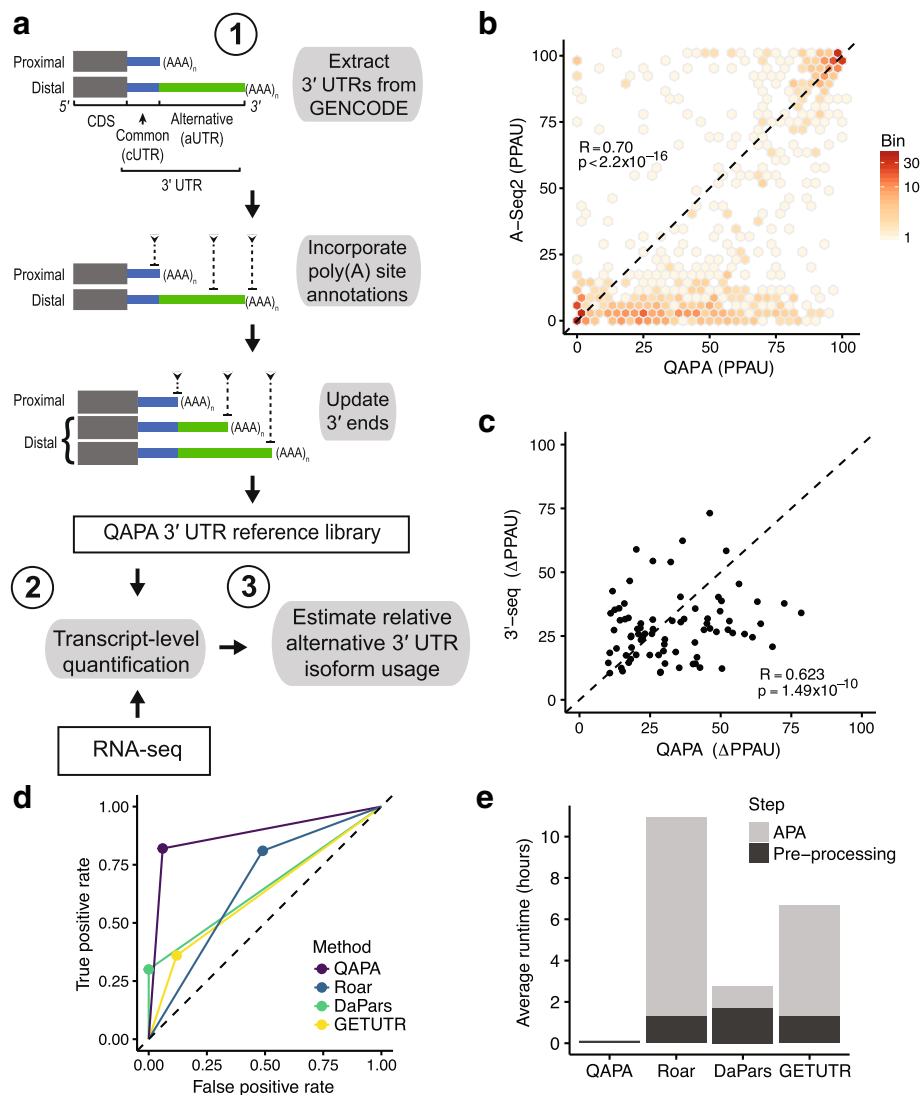 a
1
Proximal
(AAA)n
Distal
(AAA)n
5′
3′
CDS
Common
(cUTR)
Alternative
(aUTR)
3′ UTR
Extract
3′ UTRs from
GENCODE
Proximal
(AAA)n
Distal
(AAA)n
Incorporate
poly(A) site
annotations
Proximal
(AAA)n
Distal
{
(AAA)n
(AAA)n
Update
3′ ends
QAPA 3′ UTR reference library
2
3
Transcript-level
quantification
Estimate relative
alternative 3′ UTR
isoform usage
RNA-seq
b
100
75
50
25
0
A−Seq2 (PPAU)
R = 0.70
p < 2.2x10−16
0 25 50 75 100
QAPA (PPAU)
Bin
30
10
1
c
100
75
50
25
0
3′−seq (ΔPPAU)
R = 0.623
p = 1.49x10−10
0 25 50 75 100
QAPA (ΔPPAU)
d
1.00
0.75
0.50
0.25
0.00
True positive rate
Method
QAPA
Roar
DaPars
GETUTR
0.00 0.25 0.50 0.75 1.00
False positive rate
e
10
8
6
4
2
0
Average runtime (hours)
Step
APA
Pre−processing
QAPA Roar DaPars GETUTR